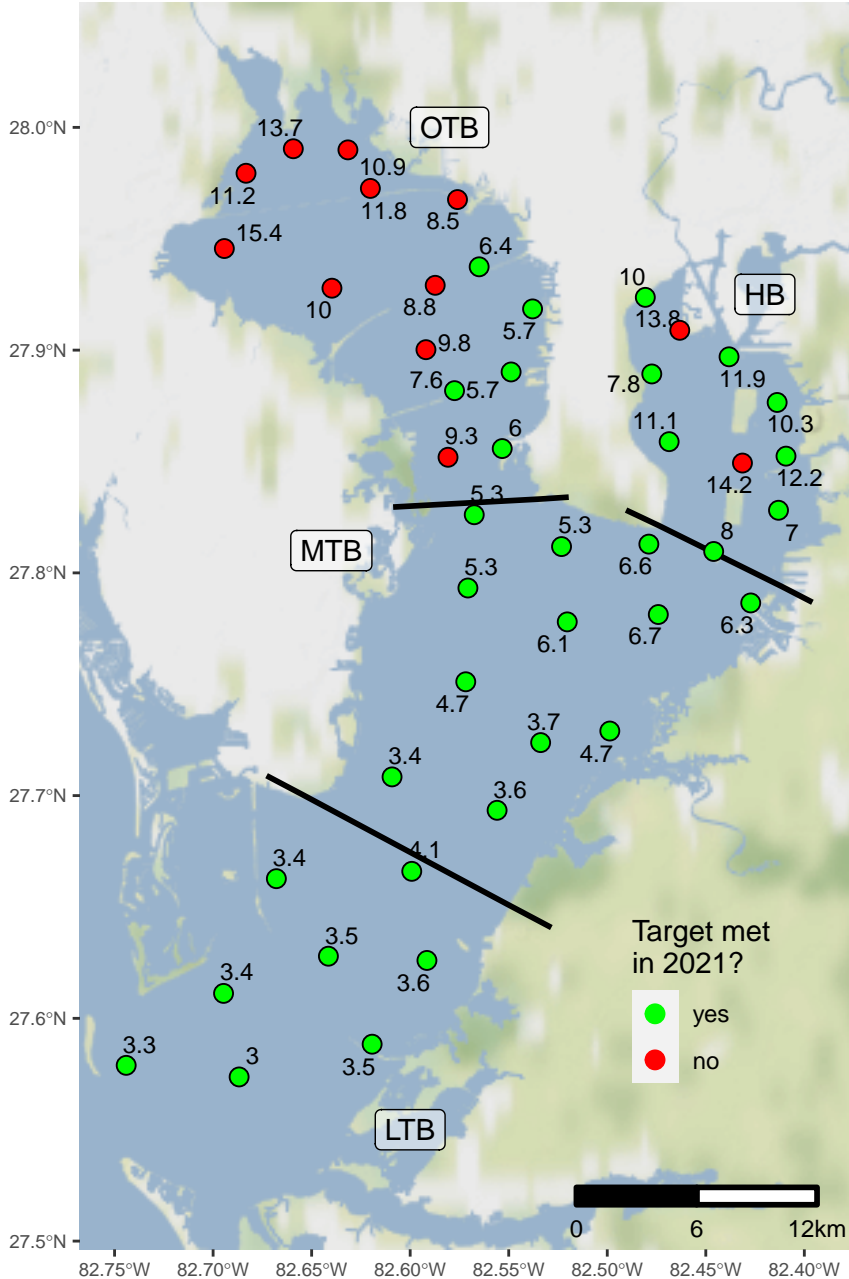 28.0°N
27.9°N
27.8°N
27.7°N
27.6°N
27.5°N
OTB
13.7
10.9
11.2
11.8
8.5
15.4
6.4
10
8.8
5.7
9.8
7.6
5.7
9.3
6
HB
10
13.8
11.9
7.8
10.3
11.1
14.2
12.2
7
8
MTB
5.3
5.3
6.6
5.3
6.3
6.1
6.7
4.7
3.7
4.7
3.4
3.6
4.1
3.4
3.5
3.6
3.4
3.3
3
3.5
LTB
Target met
in 2021?
yes
no
0 6 12km
82.75°W 82.70°W 82.65°W 82.60°W 82.55°W 82.50°W 82.45°W 82.40°W